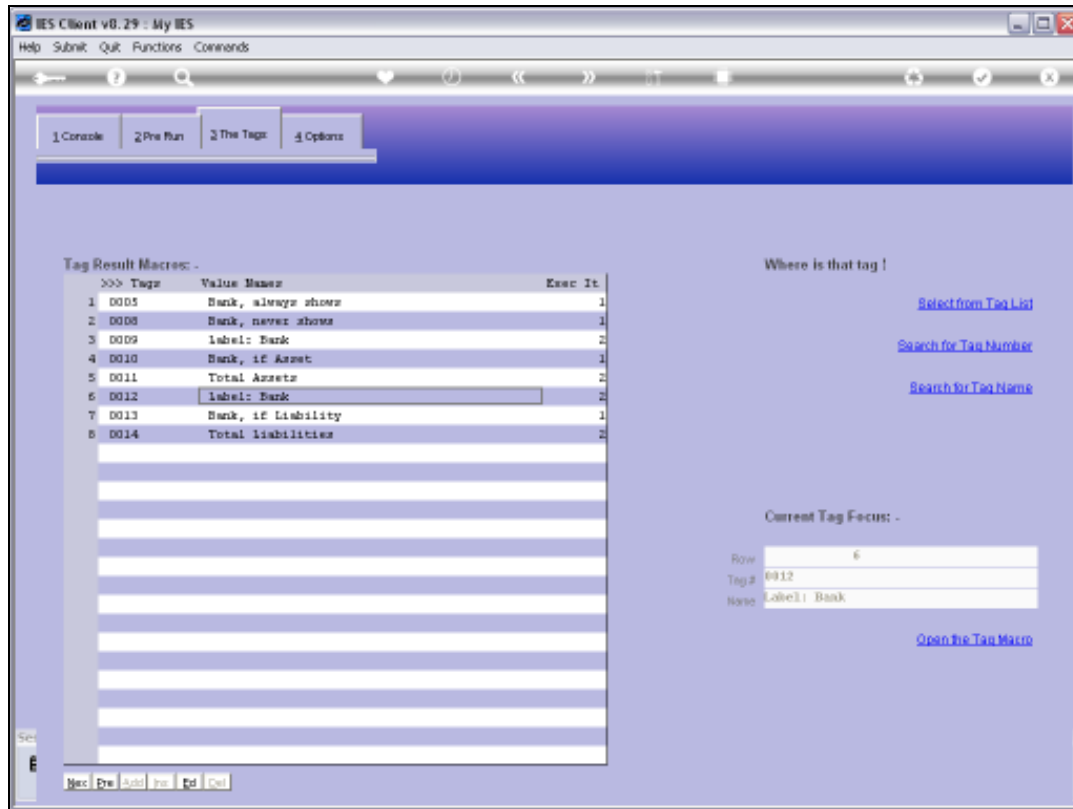 IES Client v8.29 : My IES
Help Submit Quit Functions Commands
1 Console 2 Pre Run 3 The Tags 4 Options
Tag Result Macros: -
>>> Tags Value Names Exec It
1 0005 Bank, always shows 1
2 0008 Bank, never shows 1
3 0009 label: Bank 2
4 0010 Bank, if Asset 1
5 0011 Total Assets 2
6 0012 label: Bank 2
7 0013 Bank, if Liability 1
8 0014 Total liabilities 2
Where is that tag !
Select from Tag List
Search for Tag Number
Search for Tag Name
Current Tag Focus: -
Row 6
Tag # 0012
Name Label: Bank
Open the Tag Macro
Nex Pre Add Ins Ed Del